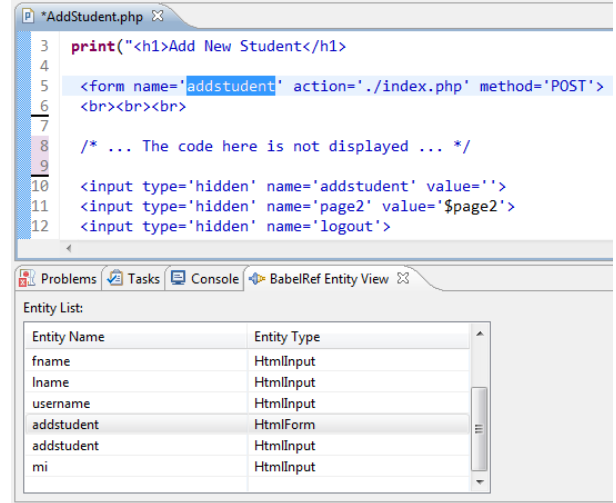 *AddStudent.php
3 print("<h1>Add New Student</h1>
4
5 <form name='addstudent' action='./index.php' method='POST'>
6 <br><br><br>
7
8 /* ... The code here is not displayed ... */
9
10 <input type='hidden' name='addstudent' value=''>
11 <input type='hidden' name='page2' value='$page2'>
12 <input type='hidden' name='logout'>
Problems Tasks Console BabelRef Entity View
Entity List:
Entity Name Entity Type
fname HtmlInput
lname HtmlInput
username HtmlInput
addstudent HtmlForm
addstudent HtmlInput
mi HtmlInput